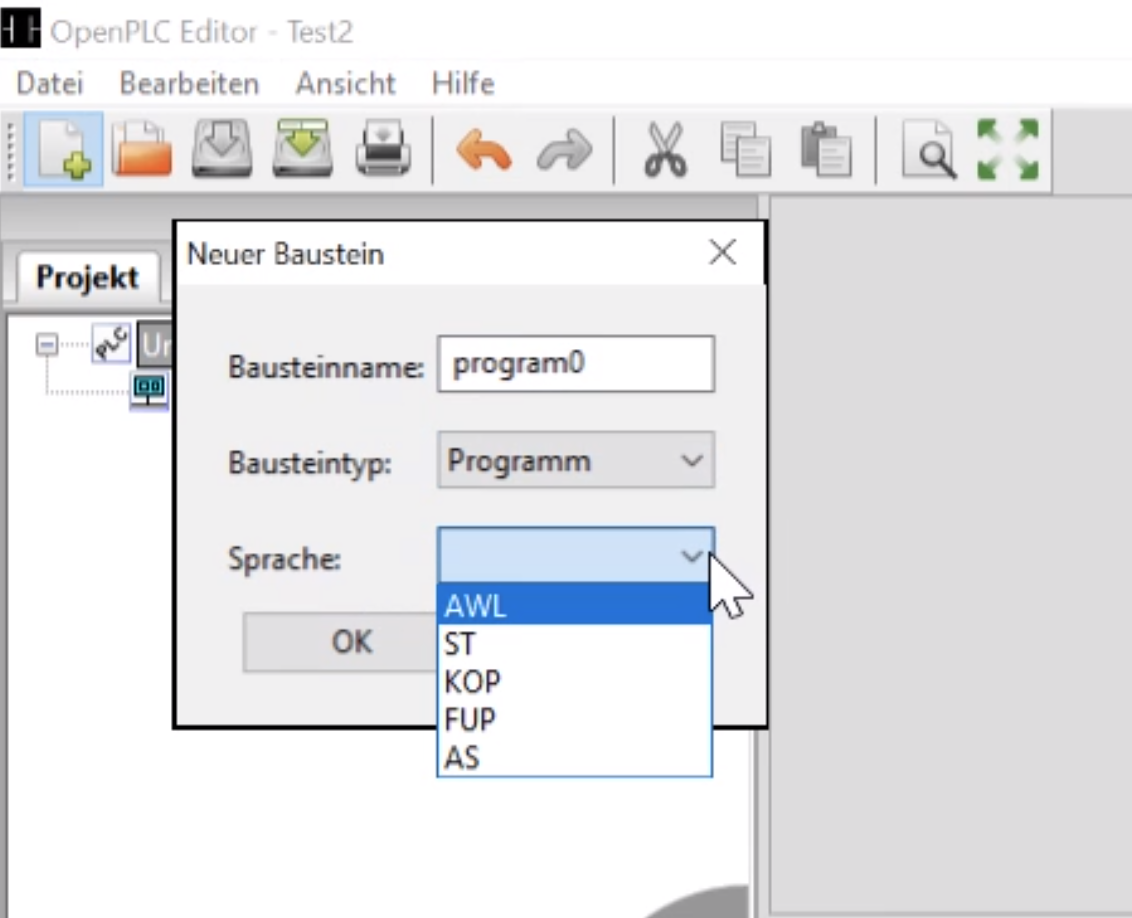 OpenPLC Editor - Test2
Datei Bearbeiten Ansicht Hilfe
Neuer Baustein
Projekt
PLC
Bausteinname: program0
Bausteintyp: Programm
Sprache:
AWL
OK
ST
KOP
FUP
AS